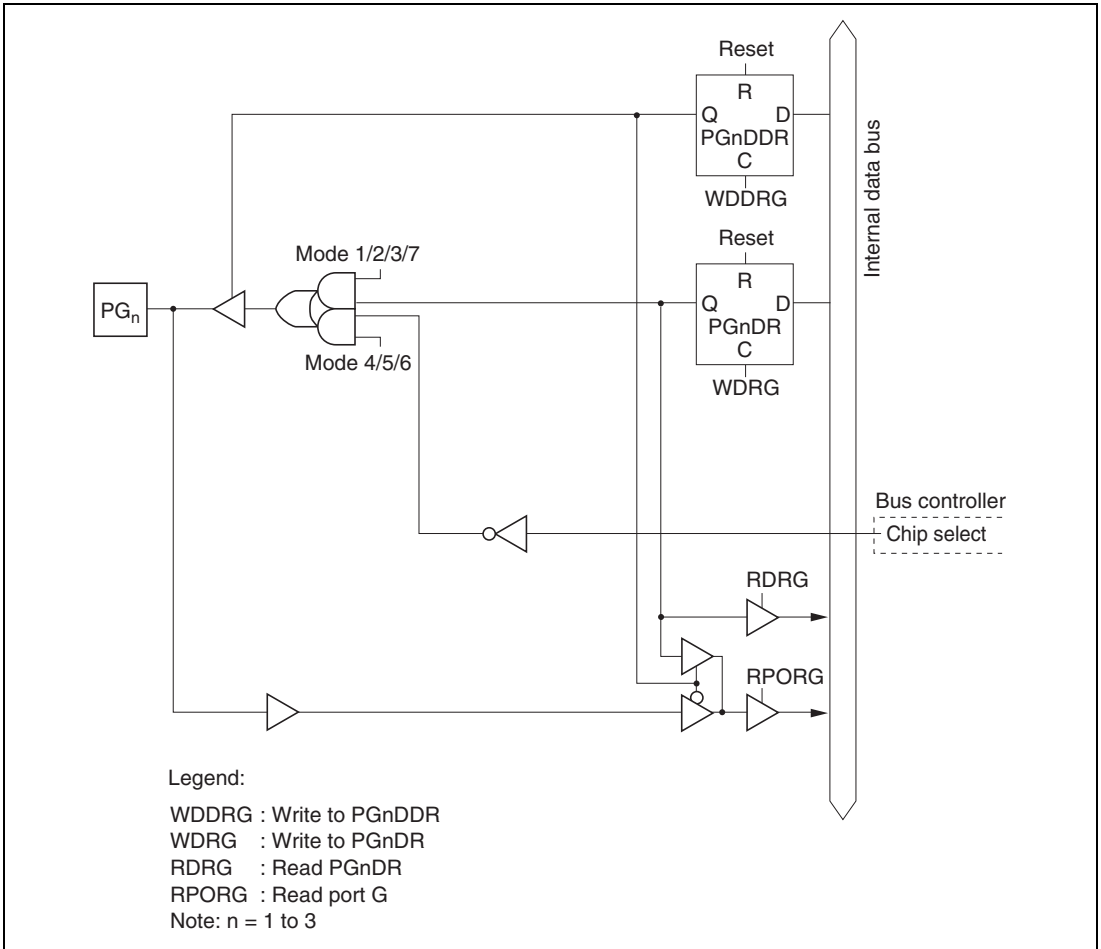 Reset
R
Q D
PGnDDR
C
WDDRG
Internal data bus
Mode 1/2/3/7
Reset
R
Q D
PGnDR
C
WDRG
PGn
Mode 4/5/6
Bus controller
Chip select
RDRG
RPORG
Legend:
WDDRG : Write to PGnDDR
WDRG : Write to PGnDR
RDRG : Read PGnDR
RPORG : Read port G
Note: n = 1 to 3